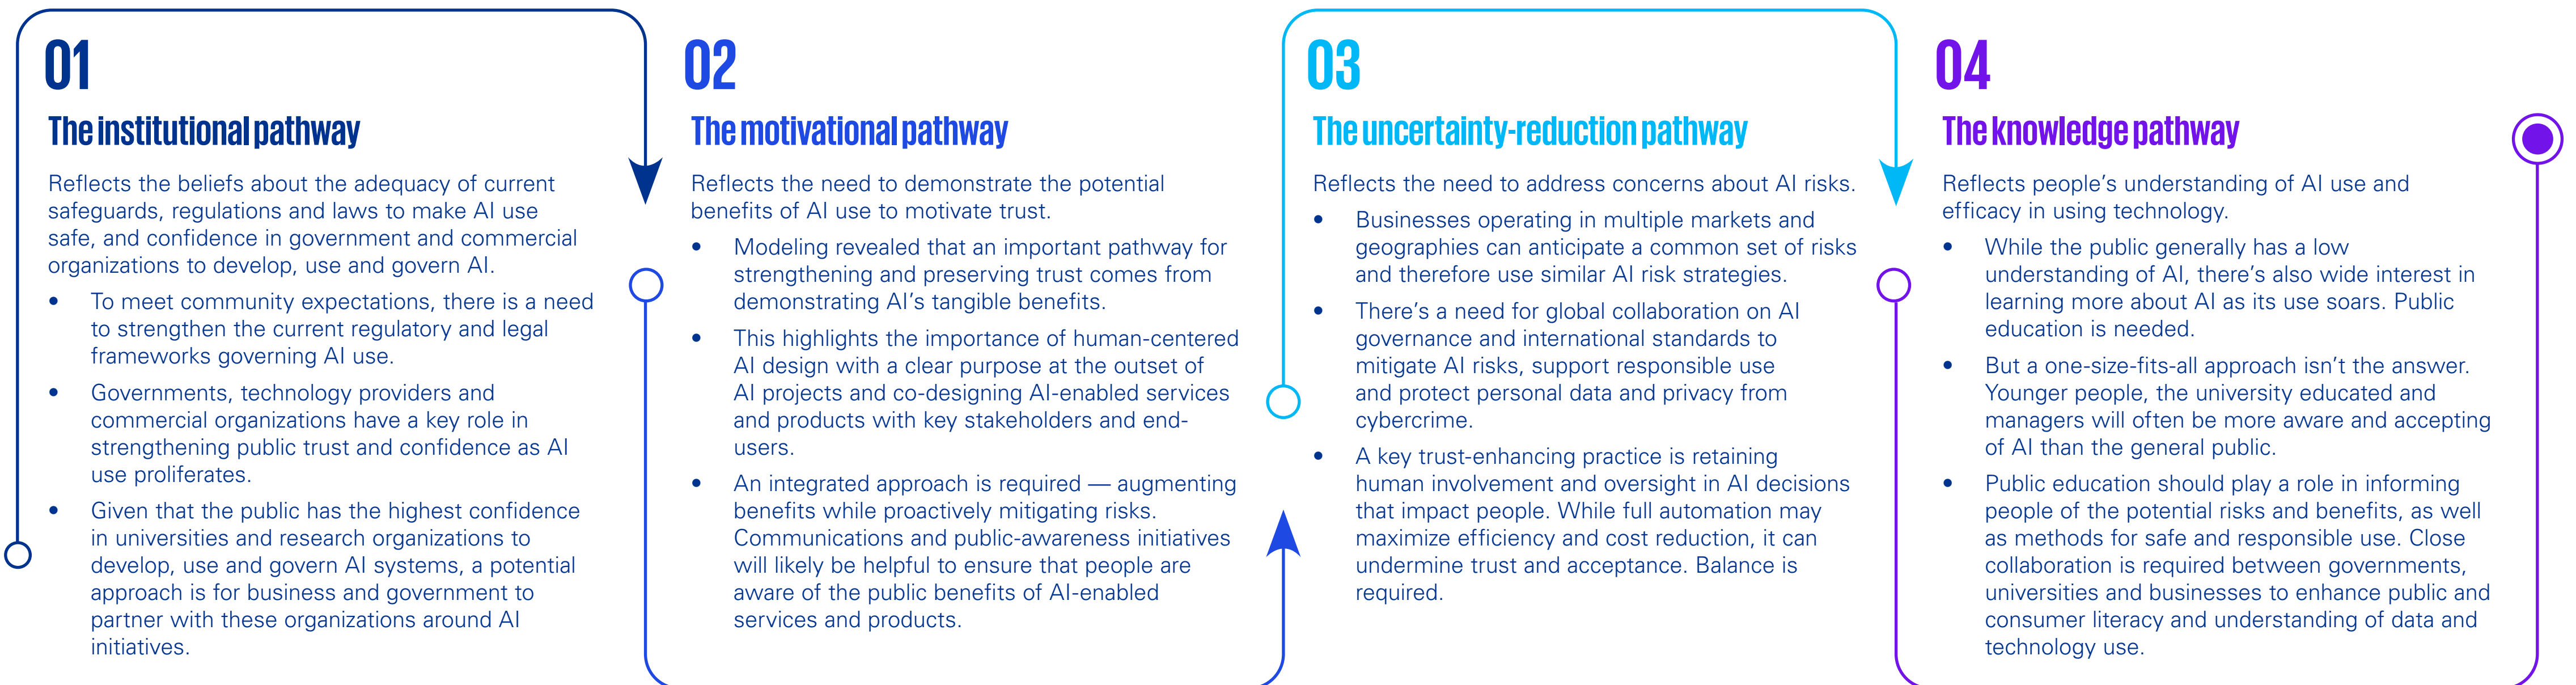 01
The institutional pathway
Reflects the beliefs about the adequacy of current
safeguards, regulations and laws to make AI use
safe, and confidence in government and commercial
organizations to develop, use and govern AI.
• To meet community expectations, there is a need
to strengthen the current regulatory and legal
frameworks governing AI use.
• Governments, technology providers and
commercial organizations have a key role in
strengthening public trust and confidence as AI
use proliferates.
• Given that the public has the highest confidence
in universities and research organizations to
develop, use and govern AI systems, a potential
approach is for business and government to
partner with these organizations around AI
initiatives.
02
The motivational pathway
Reflects the need to demonstrate the potential
benefits of AI use to motivate trust.
• Modeling revealed that an important pathway for
strengthening and preserving trust comes from
demonstrating AI’s tangible benefits.
• This highlights the importance of human-centered
AI design with a clear purpose at the outset of
AI projects and co-designing AI-enabled services
and products with key stakeholders and end-
users.
• An integrated approach is required — augmenting
benefits while proactively mitigating risks.
Communications and public-awareness initiatives
will likely be helpful to ensure that people are
aware of the public benefits of AI-enabled
services and products.
03
The uncertainty-reduction pathway
Reflects the need to address concerns about AI risks.
• Businesses operating in multiple markets and
geographies can anticipate a common set of risks
and therefore use similar AI risk strategies.
• There’s a need for global collaboration on AI
governance and international standards to
mitigate AI risks, support responsible use
and protect personal data and privacy from
cybercrime.
• A key trust-enhancing practice is retaining
human involvement and oversight in AI decisions
that impact people. While full automation may
maximize efficiency and cost reduction, it can
undermine trust and acceptance. Balance is
required.
04
The knowledge pathway
Reflects people’s understanding of AI use and
efficacy in using technology.
• While the public generally has a low
understanding of AI, there’s also wide interest in
learning more about AI as its use soars. Public
education is needed.
• But a one-size-fits-all approach isn’t the answer.
Younger people, the university educated and
managers will often be more aware and accepting
of AI than the general public.
• Public education should play a role in informing
people of the potential risks and benefits, as well
as methods for safe and responsible use. Close
collaboration is required between governments,
universities and businesses to enhance public and
consumer literacy and understanding of data and
technology use.